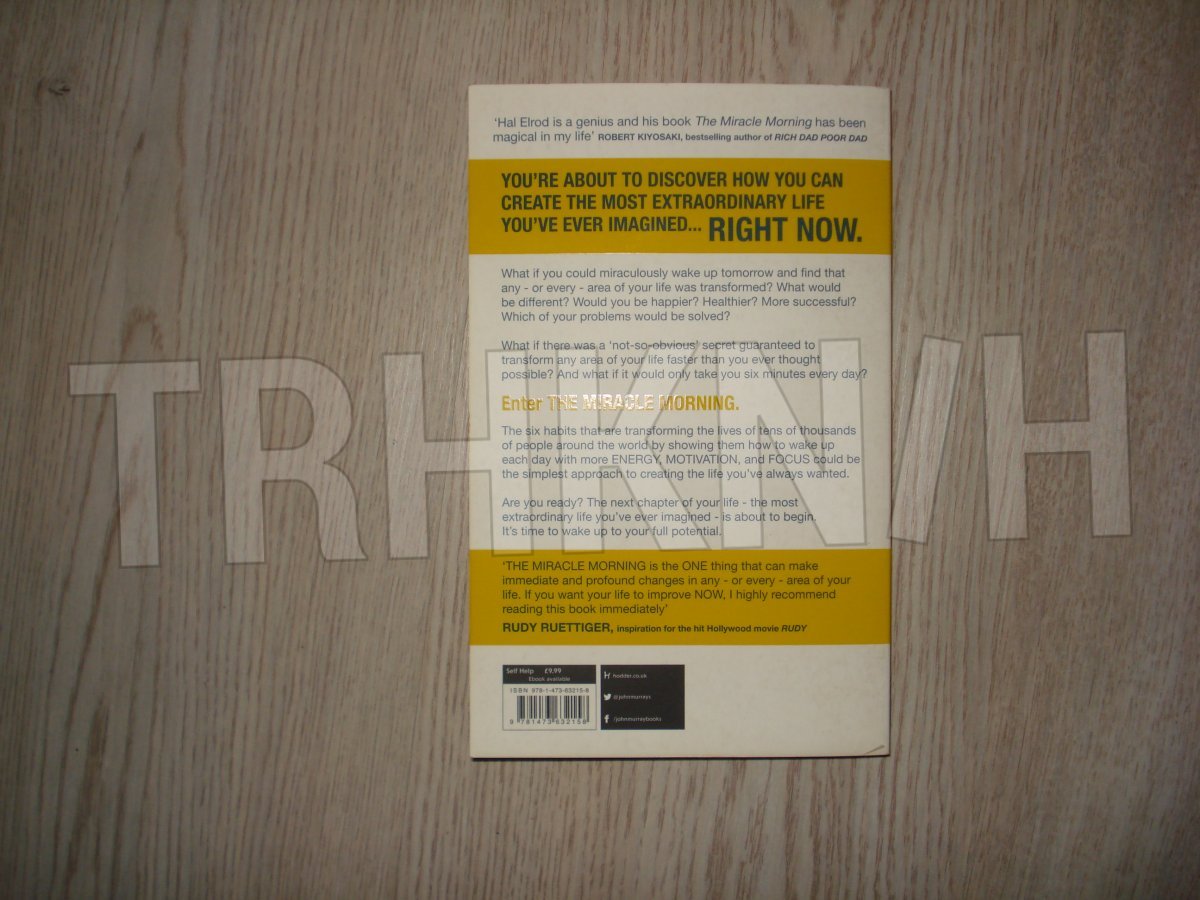 'Hal Elrod is a genius and his book The Miracle Morning has been
magical in my life' ROBERT KIYOSAKI, bestselling author of RICH DAD POOR DAD
YOU'RE ABOUT TO DISCOVER HOW YOU CAN
CREATE THE MOST EXTRAORDINARY LIFE
YOU'VE EVER IMAGINED... RIGHT NOW.
What if you could miraculously wake up tomorrow and find that
any - or every - area of your life was transformed? What would
be different? Would you be happier? Healthier? More successful?
Which of your problems would be solved?
What if there was a 'not-so-obvious' secret guaranteed to
transform any area of your life faster than you ever thought
possible? And what if it would only take you six minutes every day?
Enter THE MIRACLE MORNING.
The six habits that are transforming the lives of tens of thousands
of people around the world by showing them how to wake up
each day with more ENERGY, MOTIVATION, and FOCUS could be
the simplest approach to creating the life you've always wanted.
Are you ready? The next chapter of your life - the most
extraordinary life you've ever imagined - is about to begin.
It's time to wake up to your full potential.
'THE MIRACLE MORNING is the ONE thing that can make
immediate and profound changes in any - or every - area of your
life. If you want your life to improve NOW, I highly recommend
reading this book immediately'
RUDY RUETTIGER, inspiration for the hit Hollywood movie RUDY
Self Help £9.99
Ebook available
ISBN 978-1-473-63215-8
9 781473 632158
hodder.co.uk
@johnmurrays
/johnmurraybooks
TRHKN/H